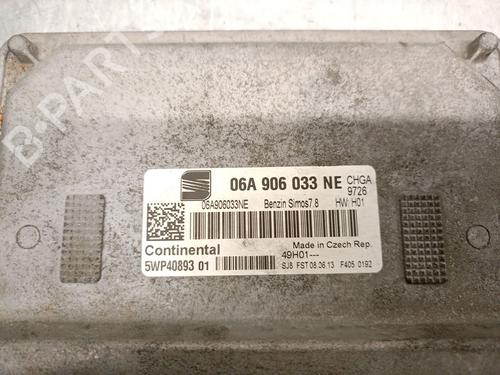 B-PARTS
06A 906 033 NE CHGA
9726
06A906033NE Benzin Simos7.8 HW: H01
Continental Made in Czech Rep.
5WP40893 01 49H01---
SJ8 FST 08.06.13 F405 0192